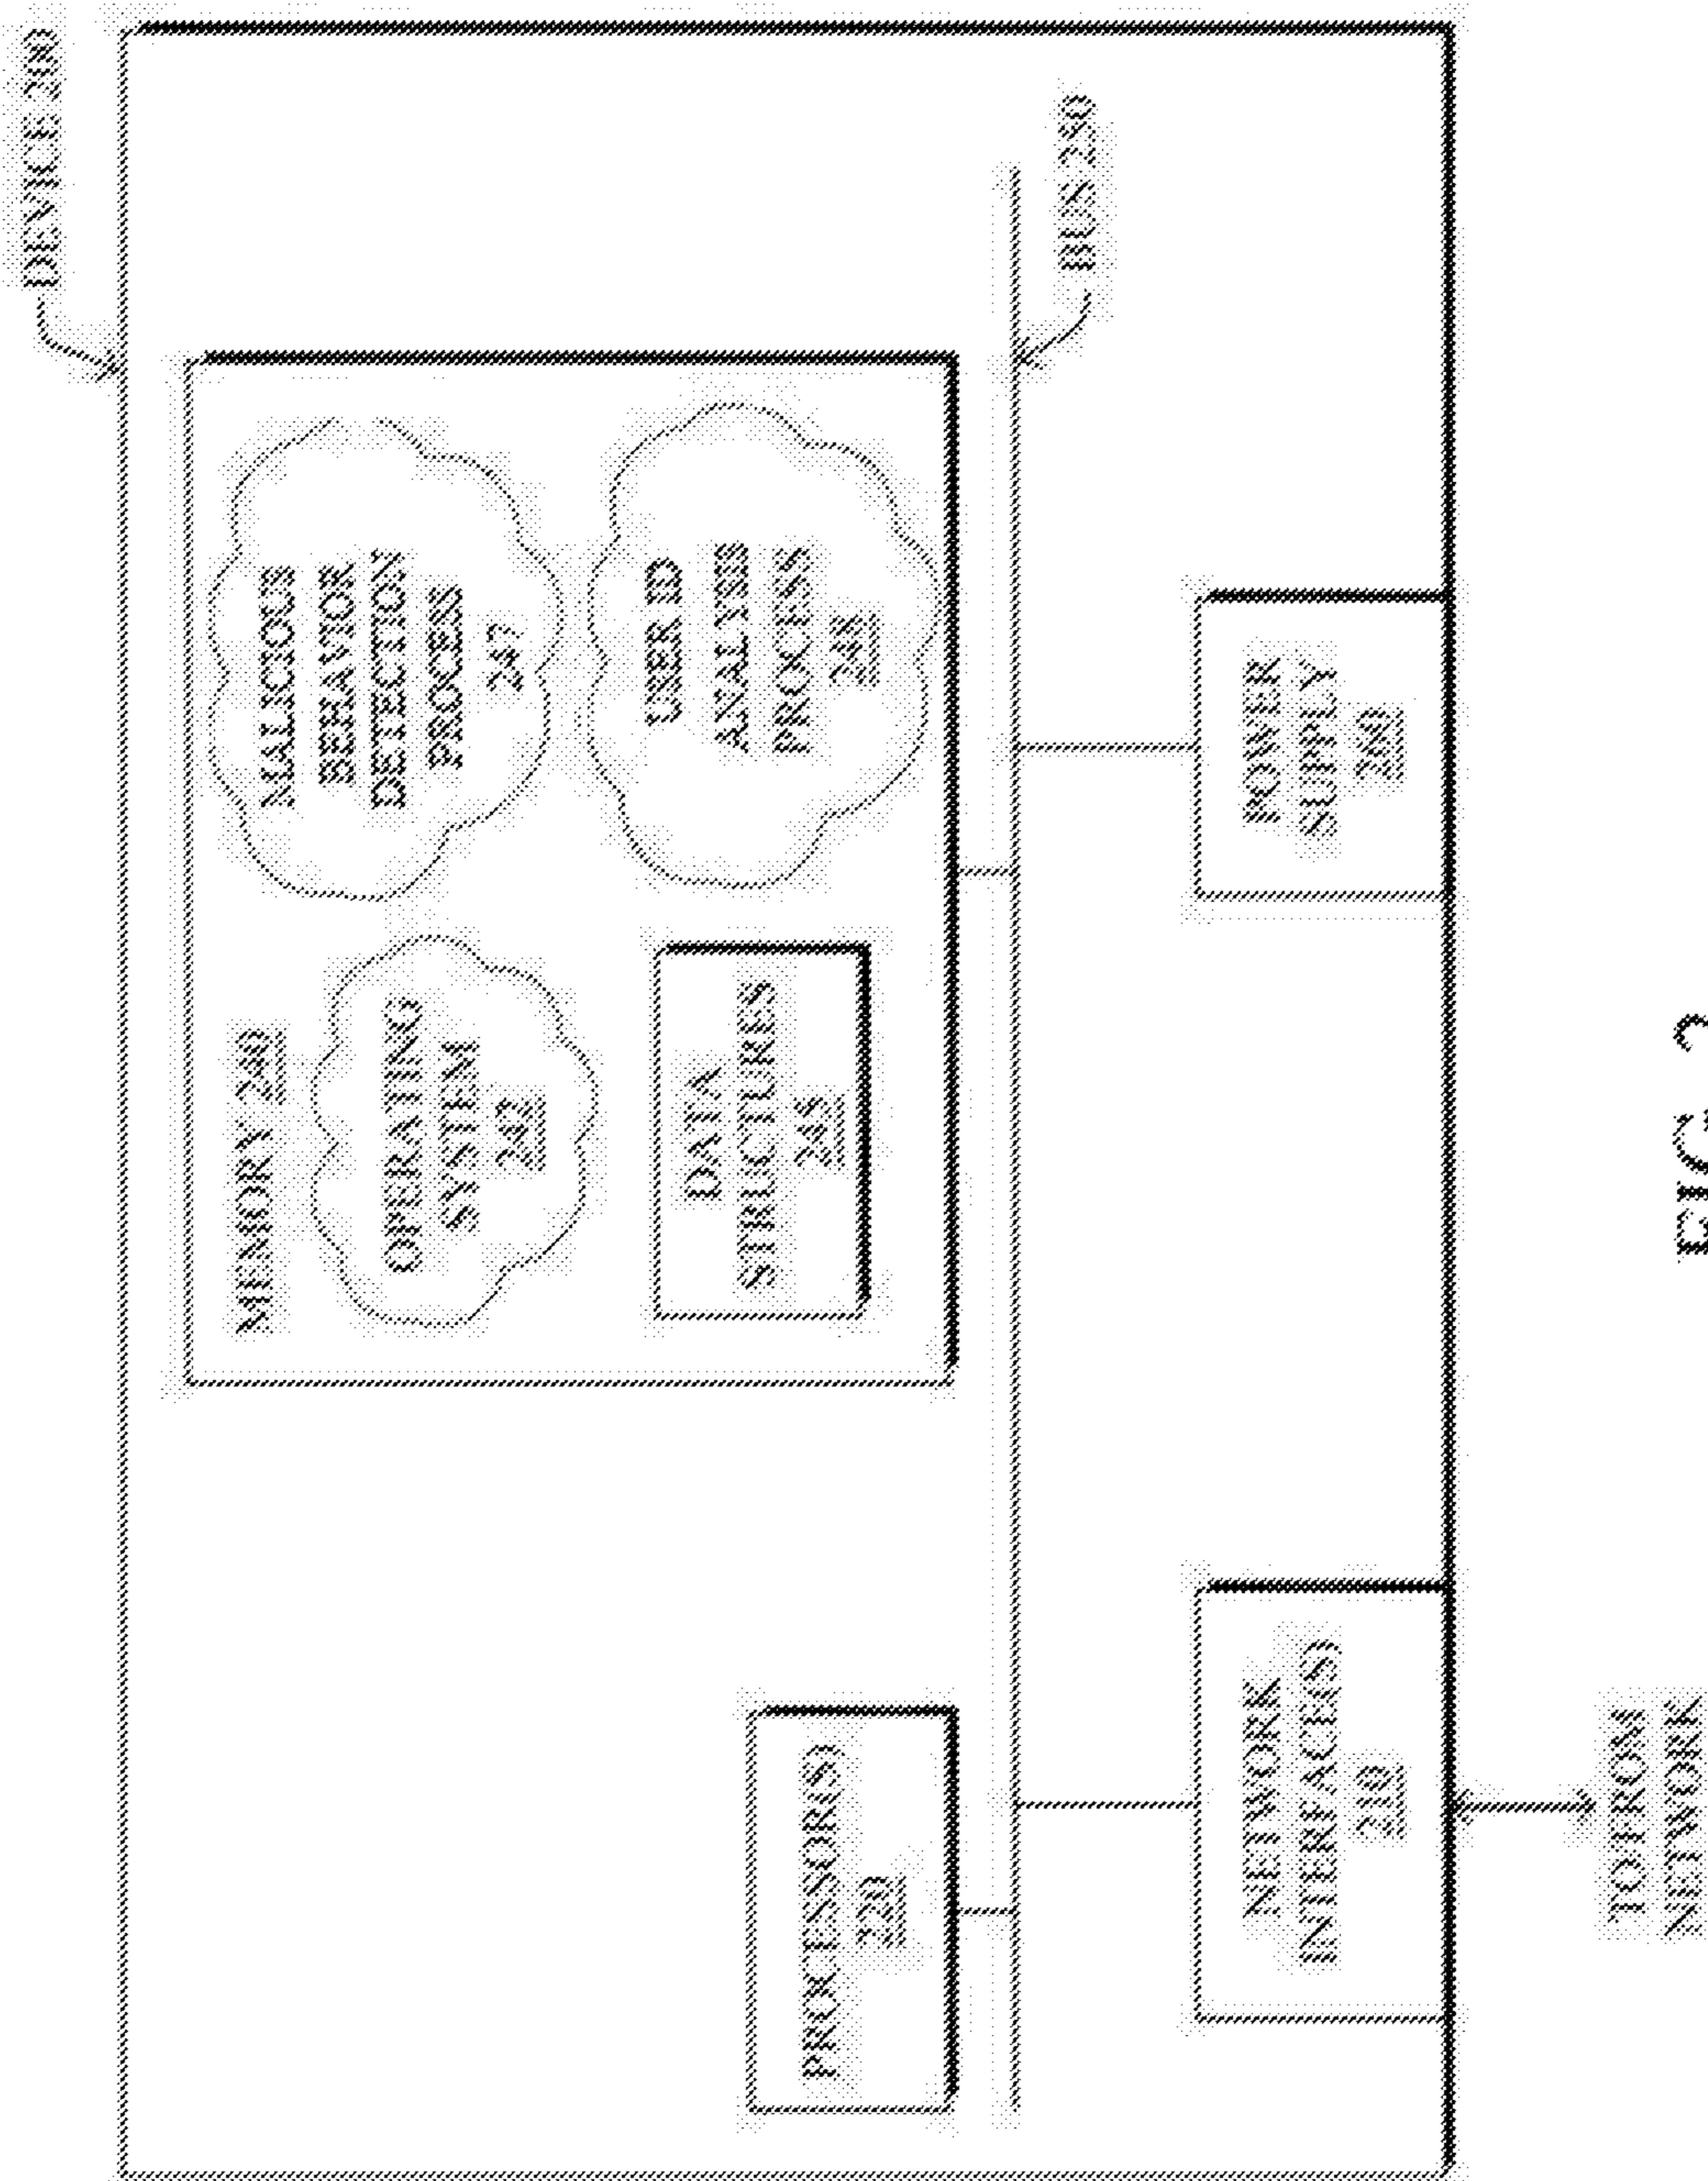 DEVICE 200
MEMORY 240
OPERATING
SYSTEM
242
DATA
STRUCTURES
245
MALICIOUS
BEHAVIOR
DETECTION
PROCESS
247
USER ID
ANALYSIS
PROCESS
248
PROCESSOR(S)
220
BUS 250
NETWORK
INTERFACE(S)
210
POWER
SUPPLY
260
TO/FROM
NETWORK
FIG. 2